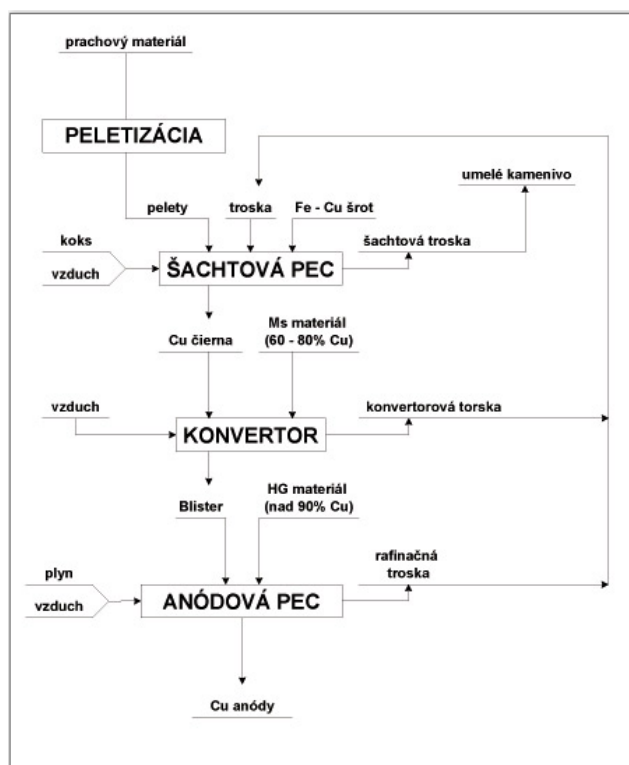 prachový materiál
PELETIZÁCIA
umelé kamenivo
pelety
troska
Fe - Cu šrot
koks
vzduch
ŠACHTOVÁ PEC
šachtová troska
Cu čierna
Ms materiál
(60 - 80% Cu)
vzduch
KONVERTOR
konvertorová torska
Blister
HG materiál
(nad 90% Cu)
rafinačná
troska
plyn
vzduch
ANÓDOVÁ PEC
Cu anódy